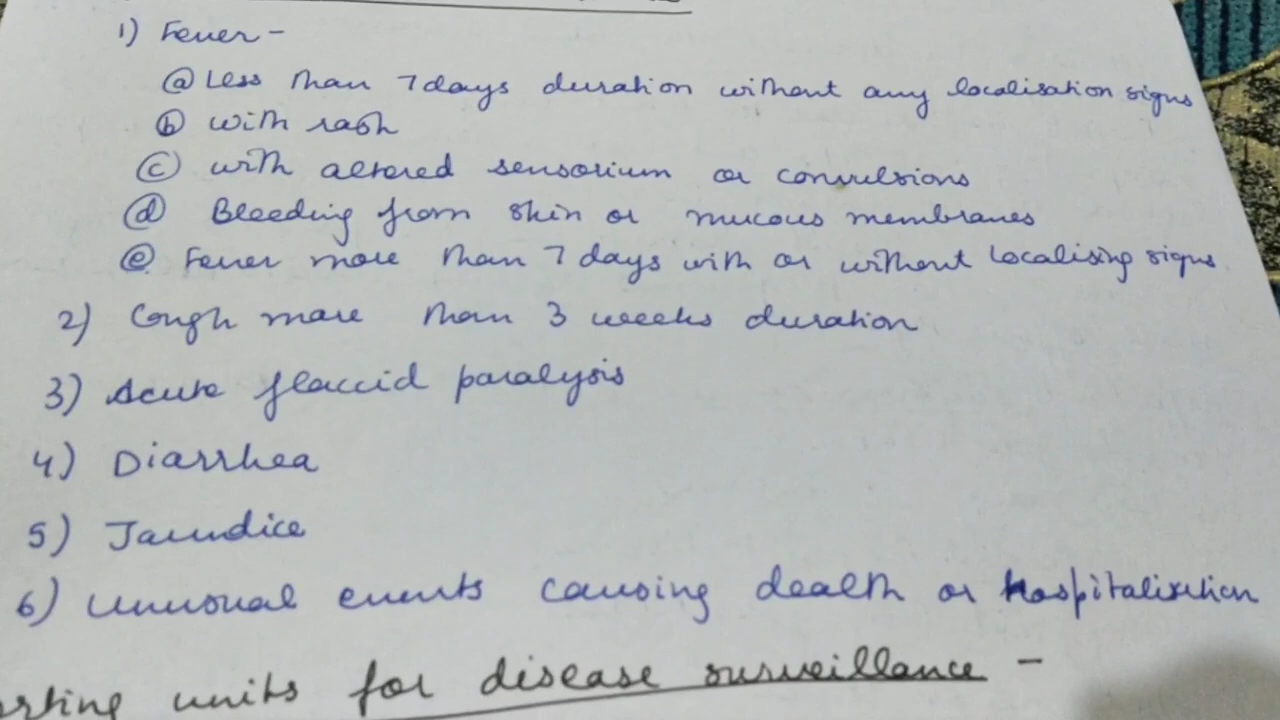 1) Fever -
(a) Less than 7 days duration without any localisation signs
(b) with rash
(c) with altered sensorium or convulsions
(d) Bleeding from skin or mucous membranes
(e) Fever more than 7 days with or without localising signs
2) Cough more than 3 weeks duration
3) Acute flaccid paralysis
4) Diarrhea
5) Jaundice
6) Unusual events causing death or hospitalisation
orting units for disease surveillance -